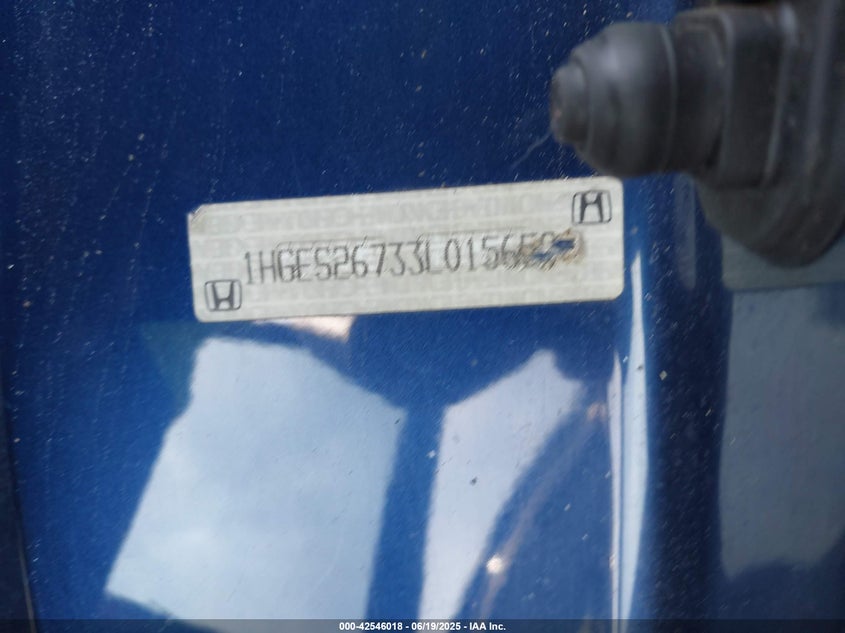 1HGES26733L0156
000-42546018 - 06/19/2025 - IAA Inc.